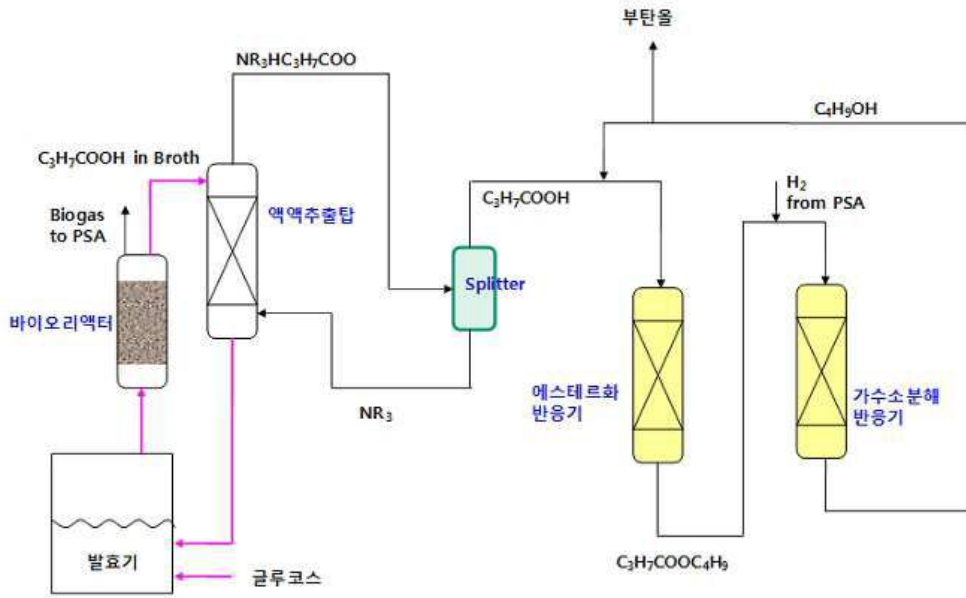 부탄올
NR₃HC₃H₇COO
C₄H₉OH
C₃H₇COOH in Broth
H₂
from PSA
C₃H₇COOH
액액추출탑
Biogas
to PSA
Splitter
바이오리액터
에스테르화
반응기
가수소분해
반응기
NR₃
발효기
글루코스
C₃H₇COOC₄H₉